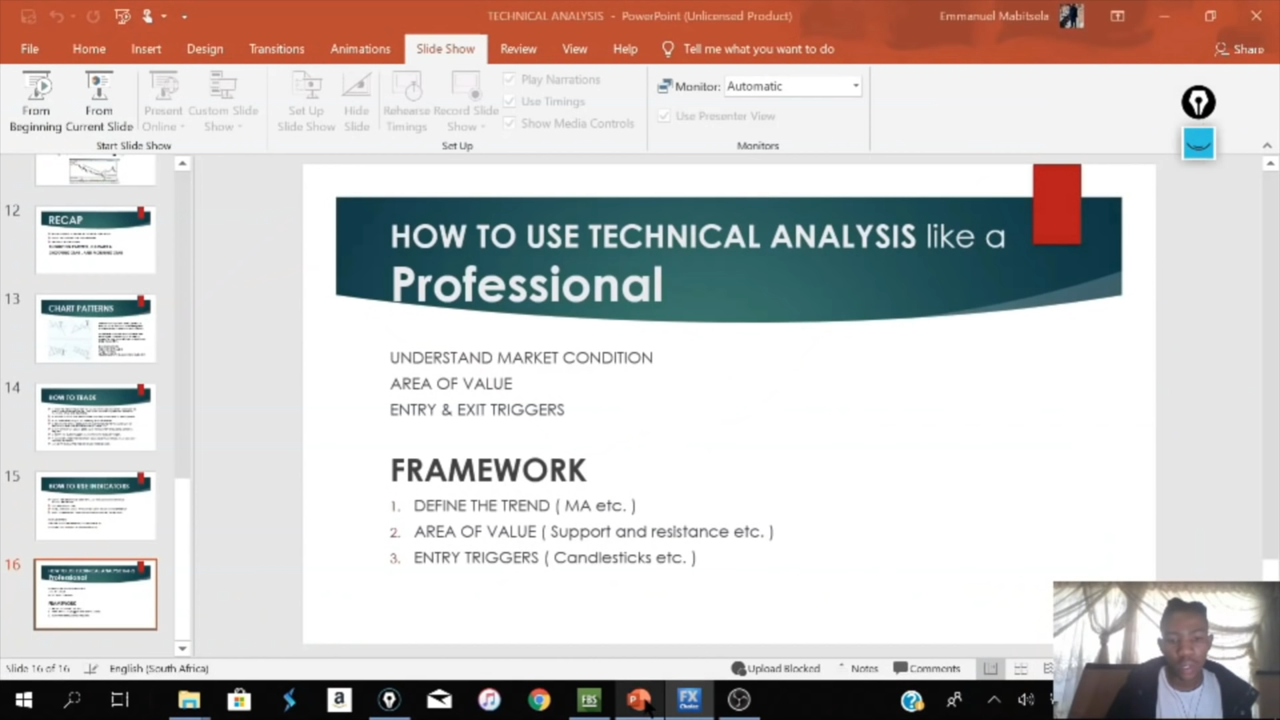 TECHNICAL ANALYSIS - PowerPoint (Unlicensed Product)
Emmanuel Mabitsela
File Home Insert Design Transitions Animations Slide Show Review View Help Tell me what you want to do
Share
From Beginning
From Current Slide
Present Online
Custom Slide Show
Set Up Slide Show
Hide Slide
Rehearse Timings
Record Slide Show
Play Narrations
Use Timings
Show Media Controls
Monitor: Automatic
Use Presenter View
Start Slide Show
Set Up
Monitors
12
RECAP
13
CHART PATTERNS
14
HOW TO TRADE
15
HOW TO USE INDICATORS
16
Professional
FRAMEWORK
HOW TO USE TECHNICAL ANALYSIS like a
Professional
UNDERSTAND MARKET CONDITION
AREA OF VALUE
ENTRY & EXIT TRIGGERS
FRAMEWORK
1. DEFINE THE TREND ( MA etc. )
2. AREA OF VALUE ( Support and resistance etc. )
3. ENTRY TRIGGERS ( Candlesticks etc. )
Slide 16 of 16
English (South Africa)
Upload Blocked
Notes
Comments
FBS
FX
Choice